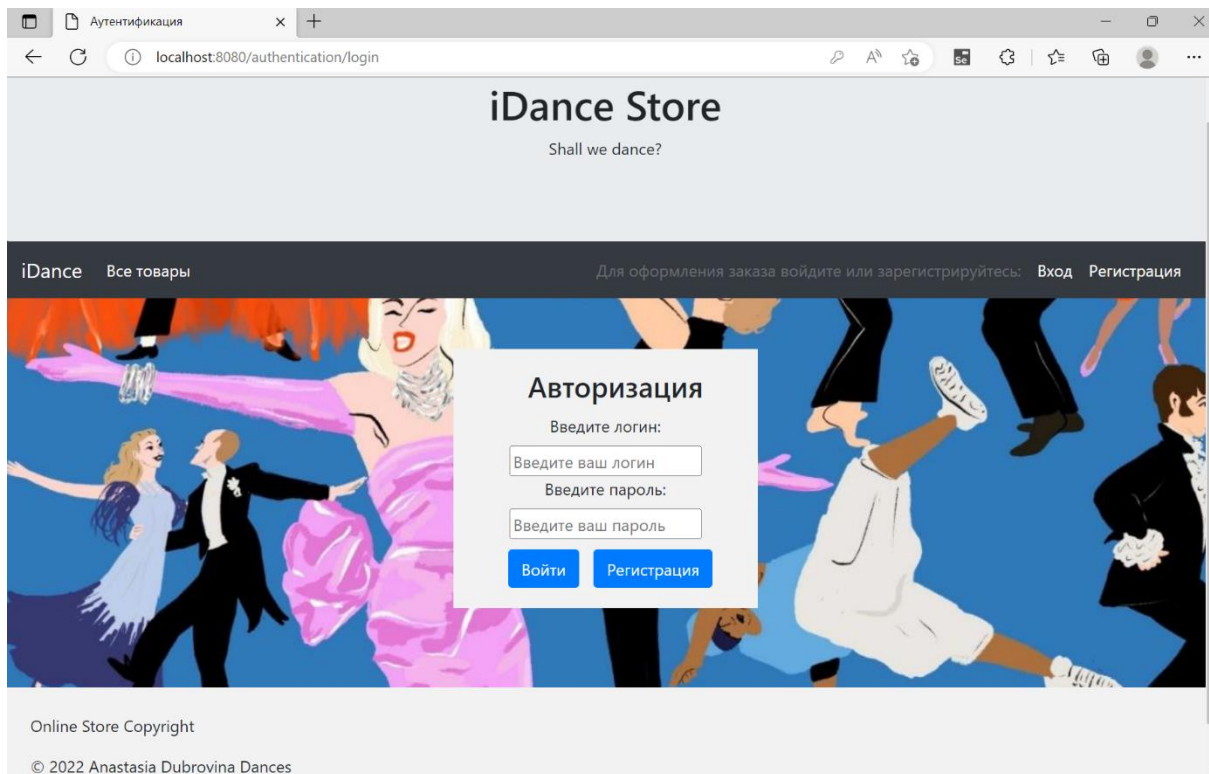 Аутентификация
localhost:8080/authentication/login
iDance Store
Shall we dance?
iDance Все товары Для оформления заказа войдите или зарегистрируйтесь: Вход Регистрация
Авторизация
Введите логин:
Введите ваш логин
Введите пароль:
Введите ваш пароль
Войти Регистрация
Online Store Copyright
© 2022 Anastasia Dubrovina Dances